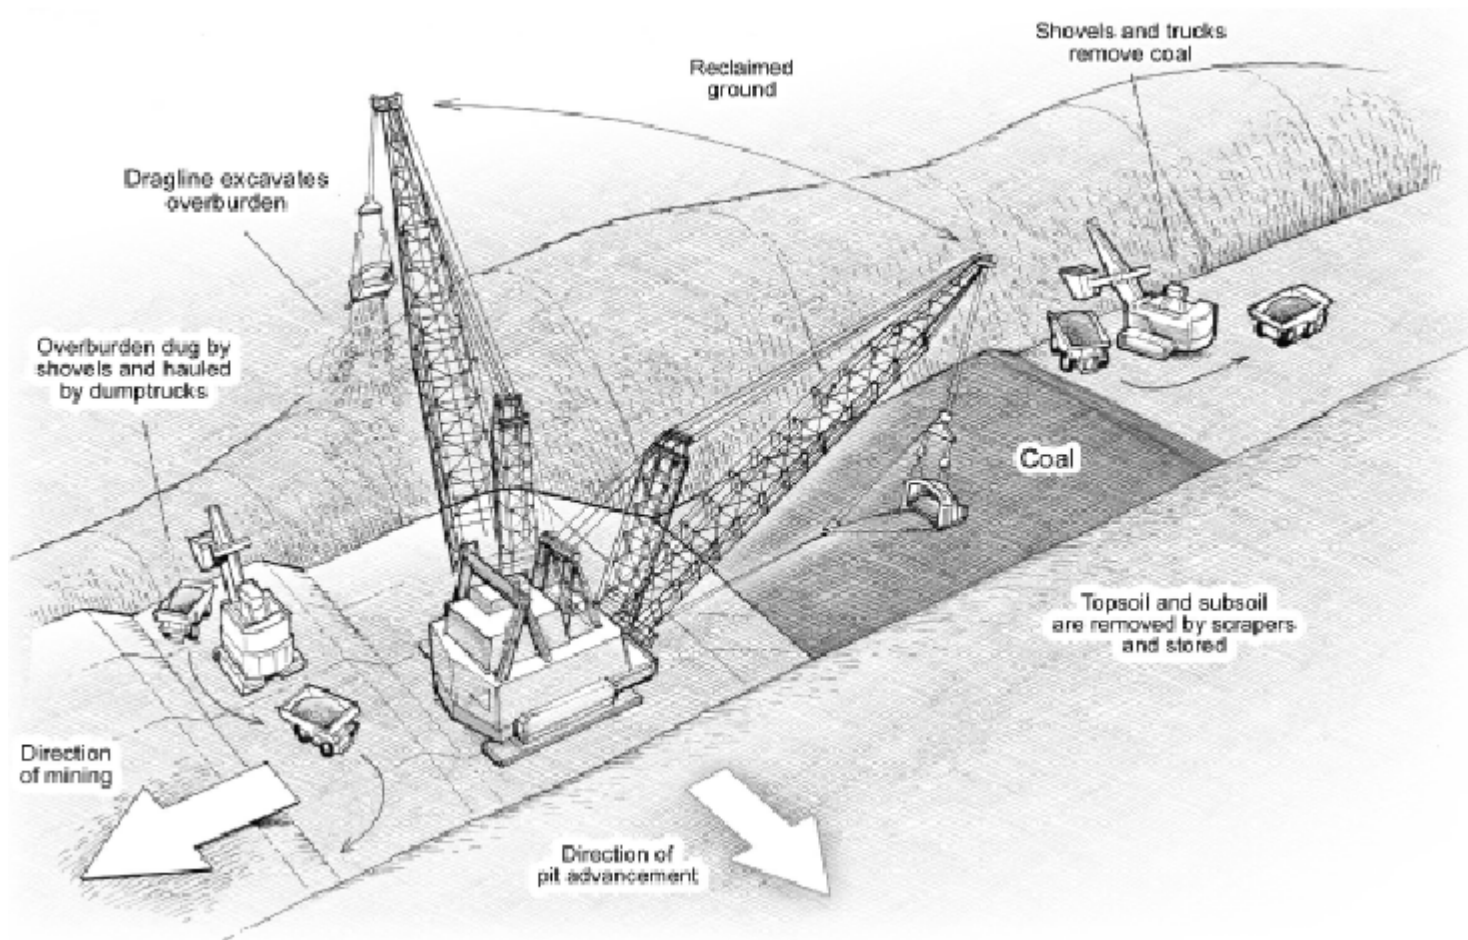 Shovels and trucks
remove coal
Reclaimed
ground
Dragline excavates
overburden
Overburden dug by
shovels and hauled
by dumptrucks
Coal
Topsoil and subsoil
are removed by scrapers
and stored
Direction
of mining
Direction of
pit advancement